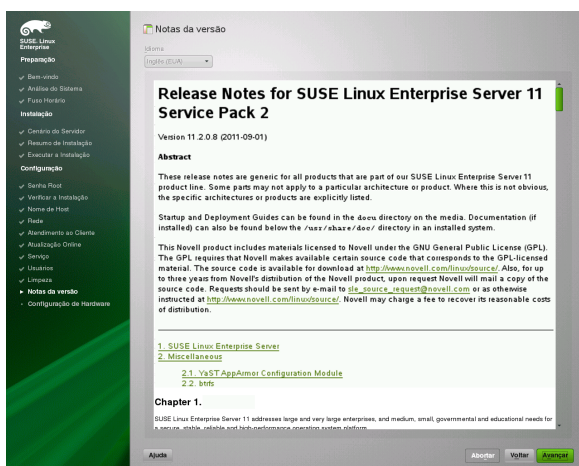 SUSE. Linux
Enterprise
Preparação
Bem-vindo
Análise do Sistema
Fuso Horário
Instalação
Cenário do Servidor
Resumo de Instalação
Executar a Instalação
Configuração
Senha Root
Verificar a Instalação
Nome de Host
Rede
Atendimento ao Cliente
Atualização Online
Serviço
Usuários
Limpeza
Notas da versão
Configuração de Hardware
Notas da versão
Idioma
Inglês (EUA)
Release Notes for SUSE Linux Enterprise Server 11
Service Pack 2
Version 11.2.0.8 (2011-09-01)
Abstract
These release notes are generic for all products that are part of our SUSE Linux Enterprise Server 11
product line. Some parts may not apply to a particular architecture or product. Where this is not obvious,
the specific architectures or products are explicitly listed.
Startup and Deployment Guides can be found in the docu directory on the media. Documentation (if
installed) can also be found below the /usr/share/doc/ directory in an installed system.
This Novell product includes materials licensed to Novell under the GNU General Public License (GPL).
The GPL requires that Novell makes available certain source code that corresponds to the GPL-licensed
material. The source code is available for download at http://www.novell.com/linux/source/. Also, for up
to three years from Novell's distribution of the Novell product, upon request Novell will mail a copy of the
source code. Requests should be sent by e-mail to sle_source_request@novell.com or as otherwise
instructed at http://www.novell.com/linux/source/. Novell may charge a fee to recover its reasonable costs
of distribution.
1. SUSE Linux Enterprise Server
2. Miscellaneous
2.1. YaST AppArmor Configuration Module
2.2. btrfs
Chapter 1.
SUSE Linux Enterprise Server 11 addresses large and very large enterprises, and medium, small, governmental and educational needs for
a secure, stable, reliable and high-performance operating system platform.
Ajuda
Abortar
Voltar
Avançar